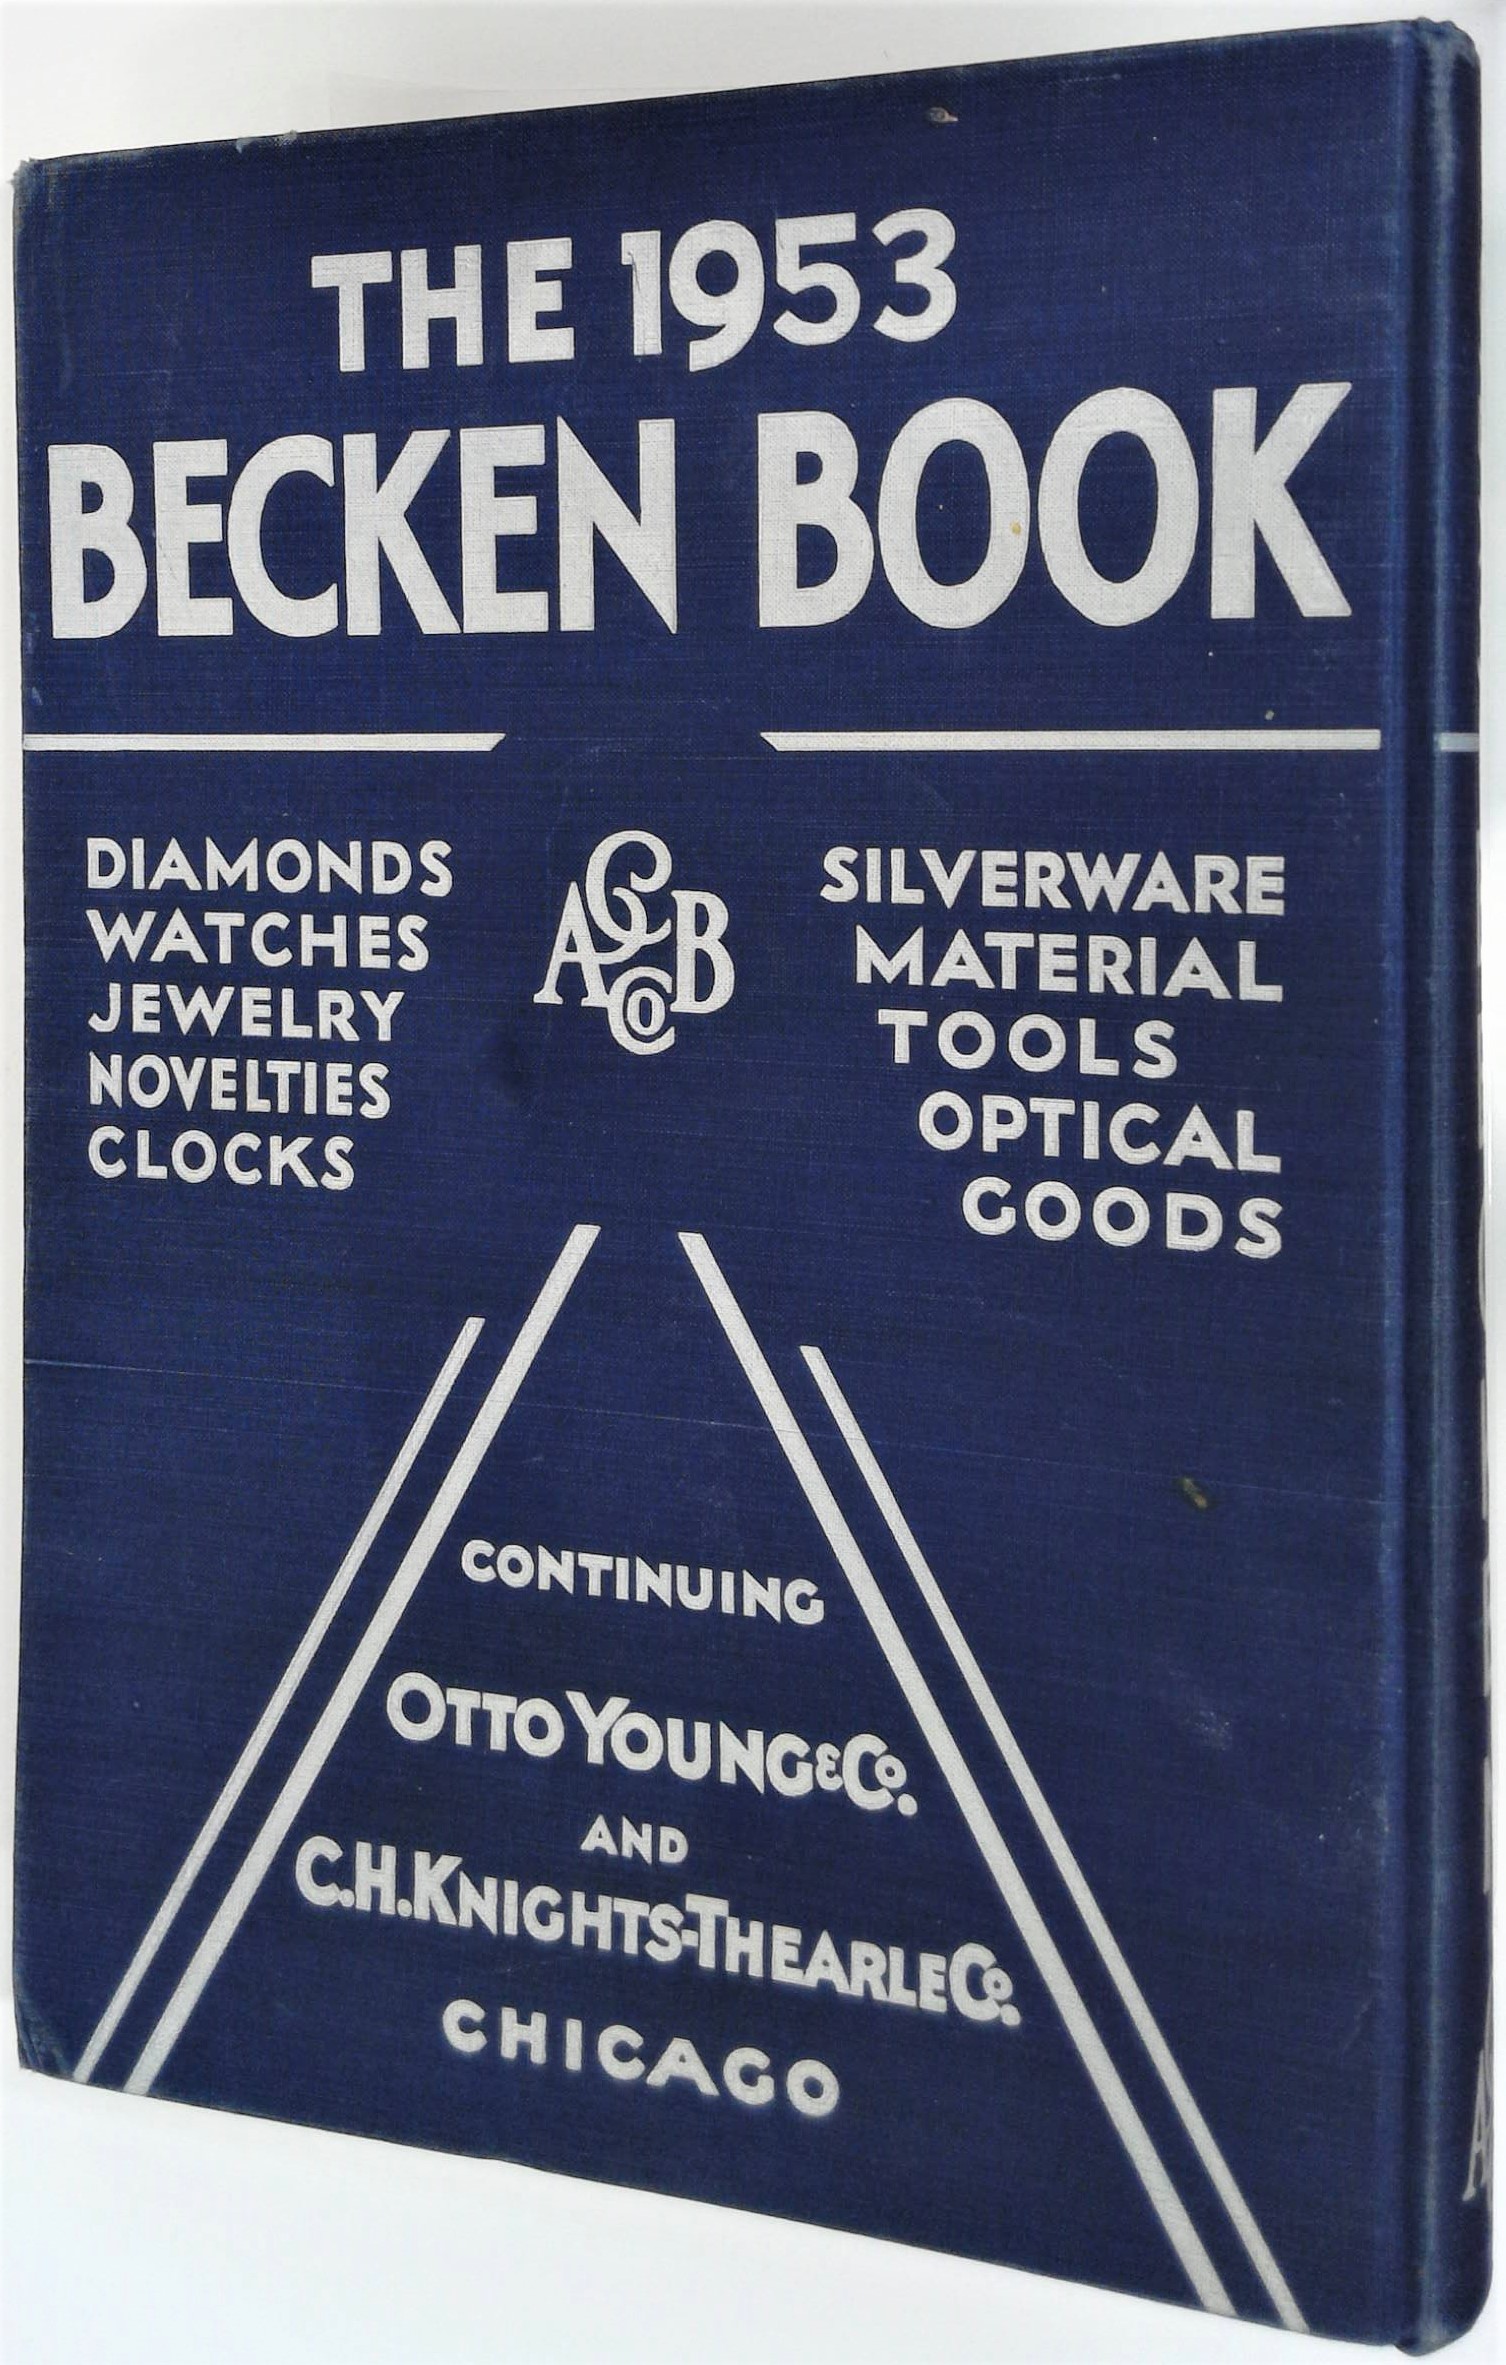 THE 1953
BECKEN BOOK
DIAMONDS
WATCHES
JEWELRY
NOVELTIES
CLOCKS
ACB
Co
SILVERWARE
MATERIAL
TOOLS
OPTICAL
GOODS
CONTINUING
OTTO YOUNG & Co.
AND
C.H. KNIGHTS-THEARLE Co.
CHICAGO